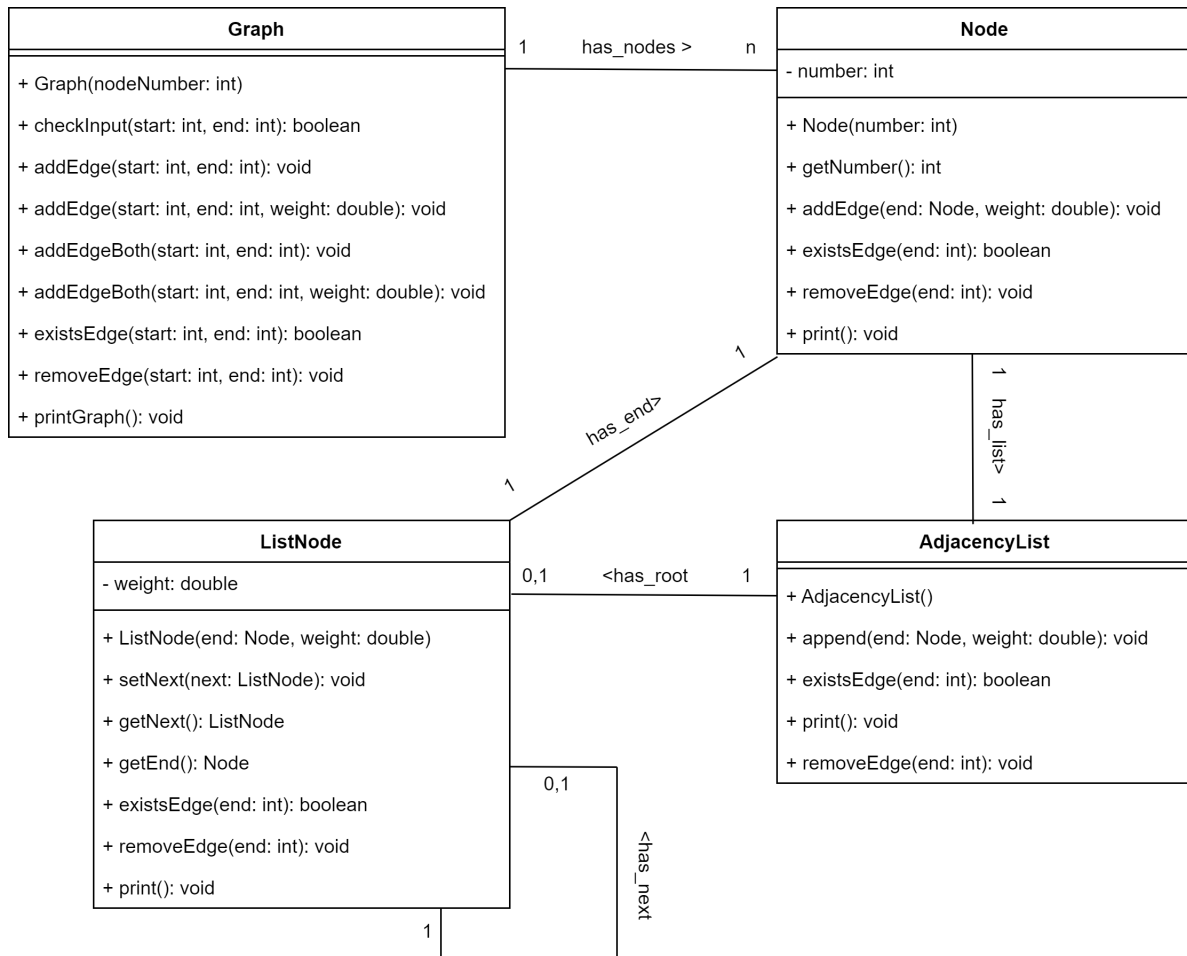 Graph
+ Graph(nodeNumber: int)
+ checkInput(start: int, end: int): boolean
+ addEdge(start: int, end: int): void
+ addEdge(start: int, end: int, weight: double): void
+ addEdgeBoth(start: int, end: int): void
+ addEdgeBoth(start: int, end: int, weight: double): void
+ existsEdge(start: int, end: int): boolean
+ removeEdge(start: int, end: int): void
+ printGraph(): void
1 has_nodes > n
Node
- number: int
+ Node(number: int)
+ getNumber(): int
+ addEdge(end: Node, weight: double): void
+ existsEdge(end: int): boolean
+ removeEdge(end: int): void
+ print(): void
1 has_end> 1
1 has_list> 1
ListNode
- weight: double
+ ListNode(end: Node, weight: double)
+ setNext(next: ListNode): void
+ getNext(): ListNode
+ getEnd(): Node
+ existsEdge(end: int): boolean
+ removeEdge(end: int): void
+ print(): void
0,1 <has_root 1
AdjacencyList
+ AdjacencyList()
+ append(end: Node, weight: double): void
+ existsEdge(end: int): boolean
+ print(): void
+ removeEdge(end: int): void
0,1
<has_next
1